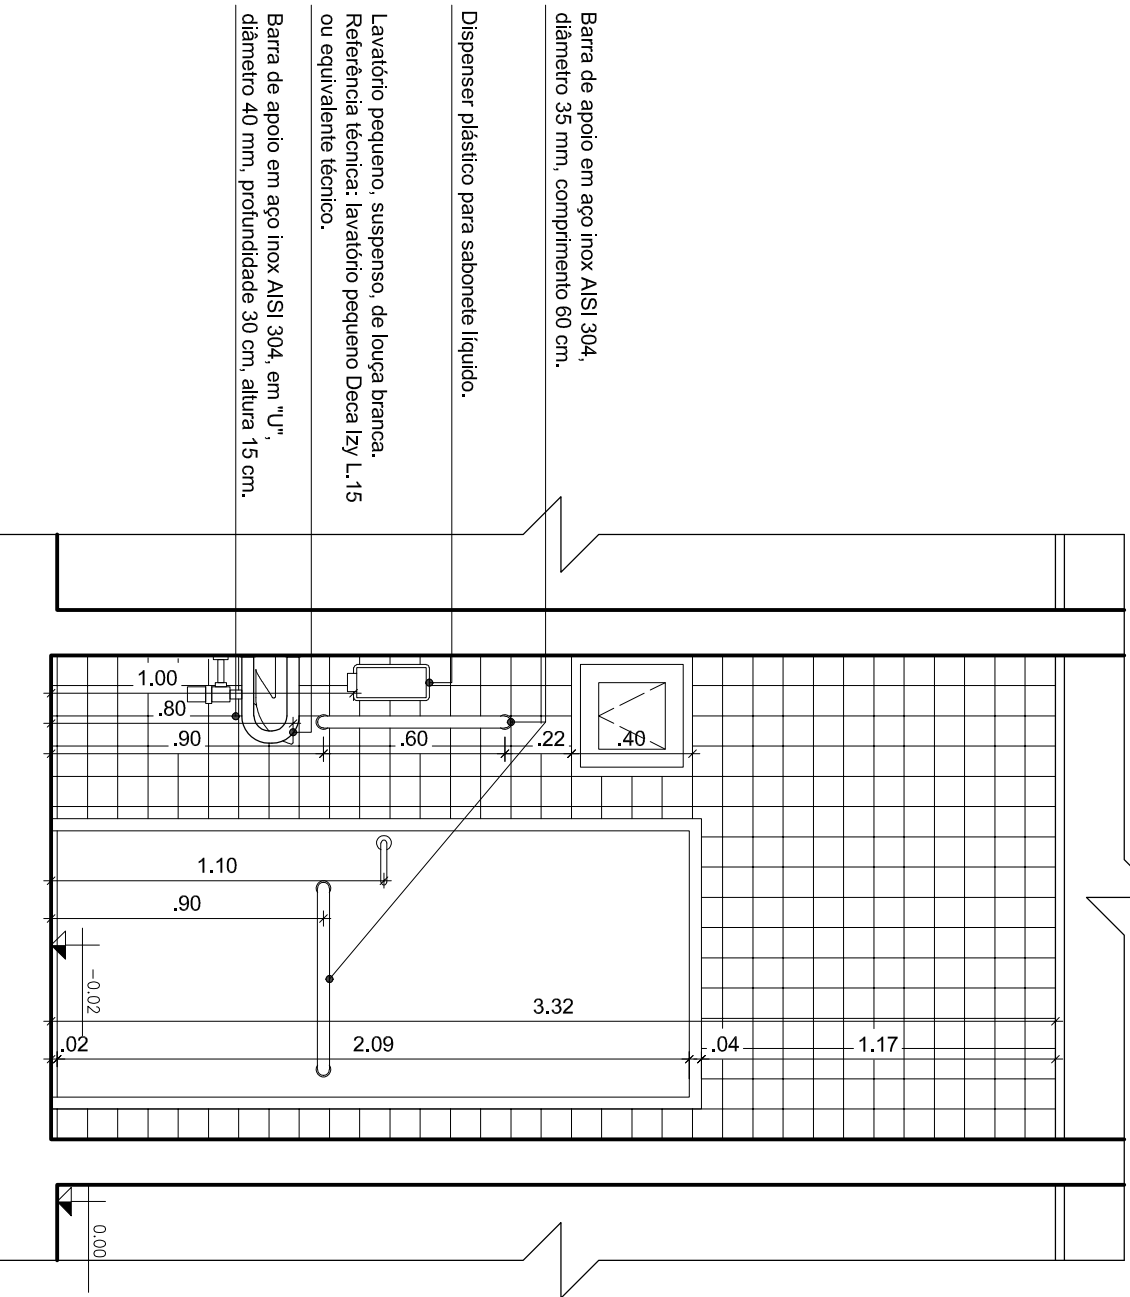 Barra de apoio em aço inox AISI 304,
diâmetro 35 mm, comprimento 60 cm.
Dispenser plástico para sabonete líquido.
Lavatório pequeno, suspenso, de louça branca.
Referência técnica: lavatório pequeno Deca Izy L.15
ou equivalente técnico.
Barra de apoio em aço inox AISI 304, em "U",
diâmetro 40 mm, profundidade 30 cm, altura 15 cm.
1.00
.80
.90
.60
.22
.40
1.10
.90
-0.02
3.32
.02
2.09
.04
1.17
0.00